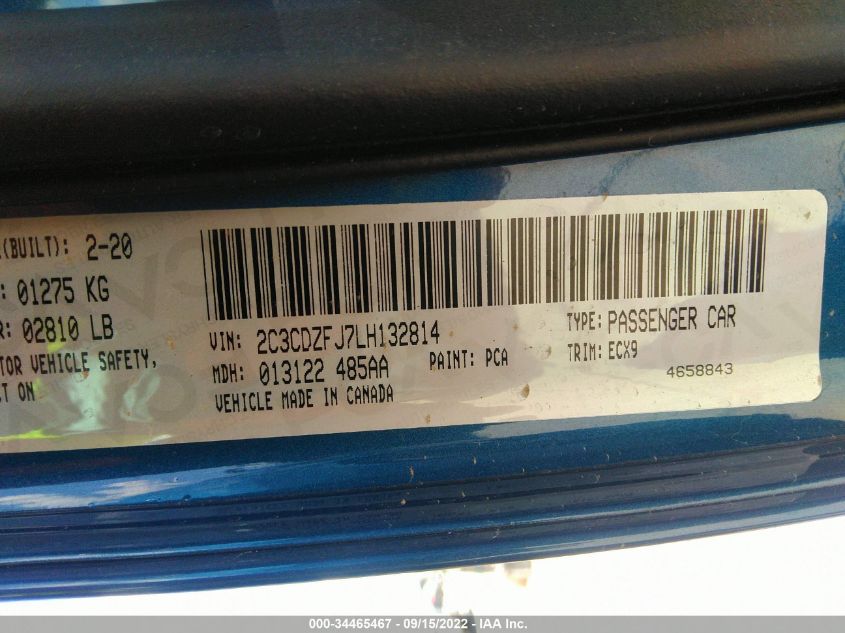 (BUILT): 2-20
: 01275 KG
R: 02810 LB
TOR VEHICLE SAFETY,
CT ON
VIN: 2C3CDZFJ7LH132814
TYPE: PASSENGER CAR
MDH: 013122 485AA
PAINT: PCA
TRIM: ECX9
4658843
VEHICLE MADE IN CANADA
000-34465467 - 09/15/2022 - IAA Inc.